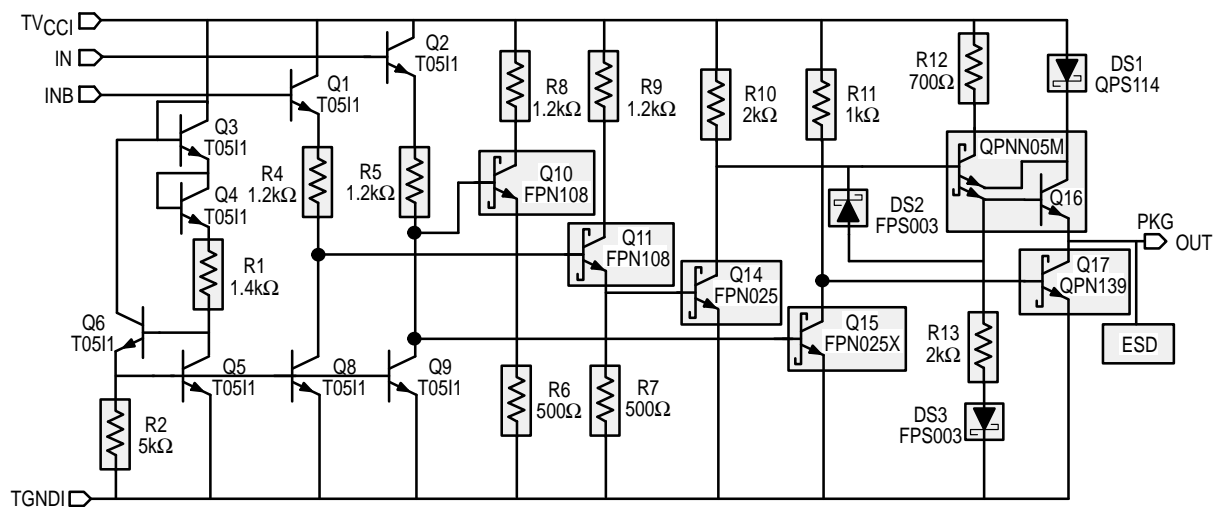 TVCCI
IN
INB
Q2
T05I1
Q1
T05I1
Q3
T05I1
Q4
T05I1
R1
1.4kΩ
Q6
T05I1
R2
5kΩ
Q5
T05I1
R4
1.2kΩ
R5
1.2kΩ
Q8
T05I1
Q9
T05I1
R8
1.2kΩ
R9
1.2kΩ
Q10
FPN108
Q11
FPN108
R6
500Ω
R7
500Ω
R10
2kΩ
R11
1kΩ
Q14
FPN025
Q15
FPN025X
R12
700Ω
DS1
QPS114
QPNN05M
Q16
DS2
FPS003
Q17
QPN139
PKG
OUT
ESD
R13
2kΩ
DS3
FPS003
TGNDI